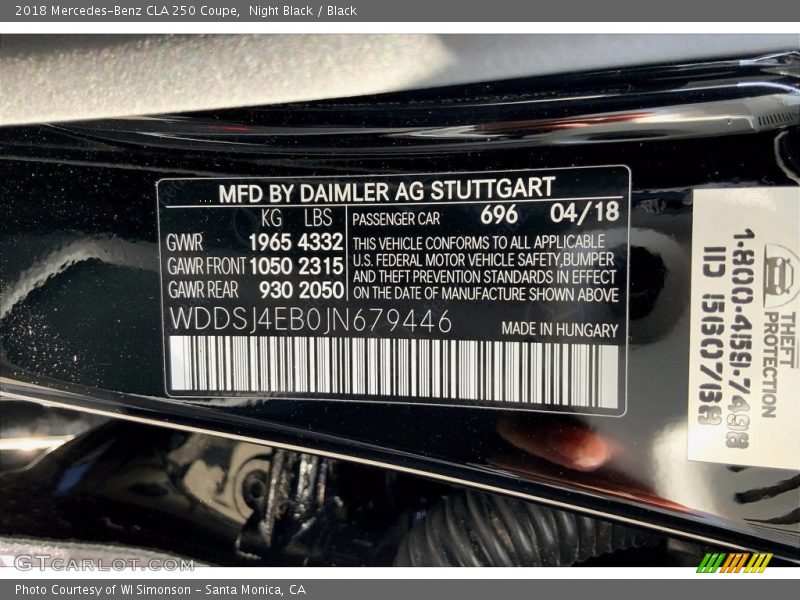 2018 Mercedes-Benz CLA 250 Coupe, Night Black / Black
MFD BY DAIMLER AG STUTTGART
KG LBS
GWR 1965 4332
GAWR FRONT 1050 2315
GAWR REAR 930 2050
PASSENGER CAR 696 04/18
THIS VEHICLE CONFORMS TO ALL APPLICABLE
U.S. FEDERAL MOTOR VEHICLE SAFETY, BUMPER
AND THEFT PREVENTION STANDARDS IN EFFECT
ON THE DATE OF MANUFACTURE SHOWN ABOVE
WDDSJ4EB0JN679446
MADE IN HUNGARY
THEFT
PROTECTION
1-800-459-7498
GTCARLOT.COM
Photo Courtesy of WI Simonson - Santa Monica, CA